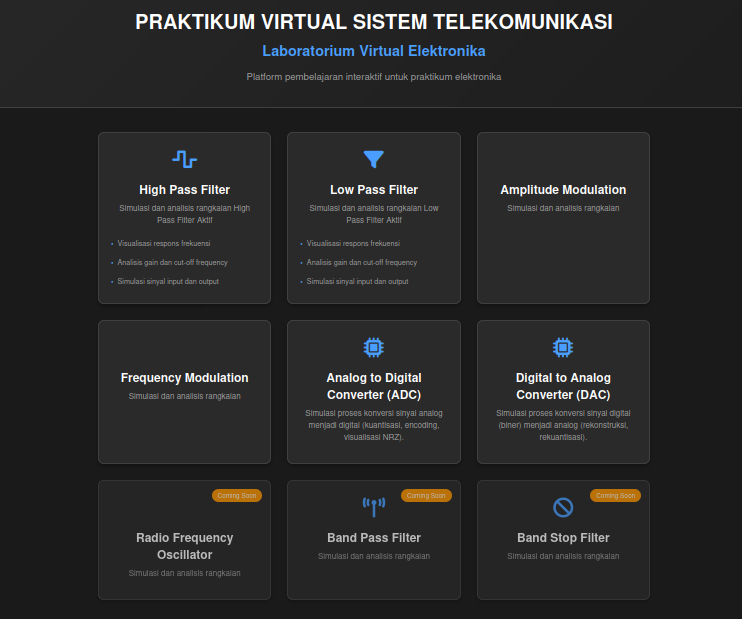 PRAKTIKUM VIRTUAL SISTEM TELEKOMUNIKASI
Laboratorium Virtual Elektronika
Platform pembelajaran interaktif untuk praktikum elektronika
High Pass Filter
Simulasi dan analisis rangkaian High
Pass Filter Aktif
• Visualisasi respons frekuensi
• Analisis gain dan cut-off frequency
• Simulasi sinyal input dan output
Low Pass Filter
Simulasi dan analisis rangkaian Low
Pass Filter Aktif
• Visualisasi respons frekuensi
• Analisis gain dan cut-off frequency
• Simulasi sinyal input dan output
Amplitude Modulation
Simulasi dan analisis rangkaian
Frequency Modulation
Simulasi dan analisis rangkaian
Analog to Digital
Converter (ADC)
Simulasi proses konversi sinyal analog
menjadi digital (kuantisasi, encoding,
visualisasi NRZ).
Digital to Analog
Converter (DAC)
Simulasi proses konversi sinyal digital
(biner) menjadi analog (rekonstruksi,
rekuantisasi).
Coming Soon
Radio Frequency
Oscillator
Simulasi dan analisis rangkaian
Coming Soon
Band Pass Filter
Simulasi dan analisis rangkaian
Coming Soon
Band Stop Filter
Simulasi dan analisis rangkaian